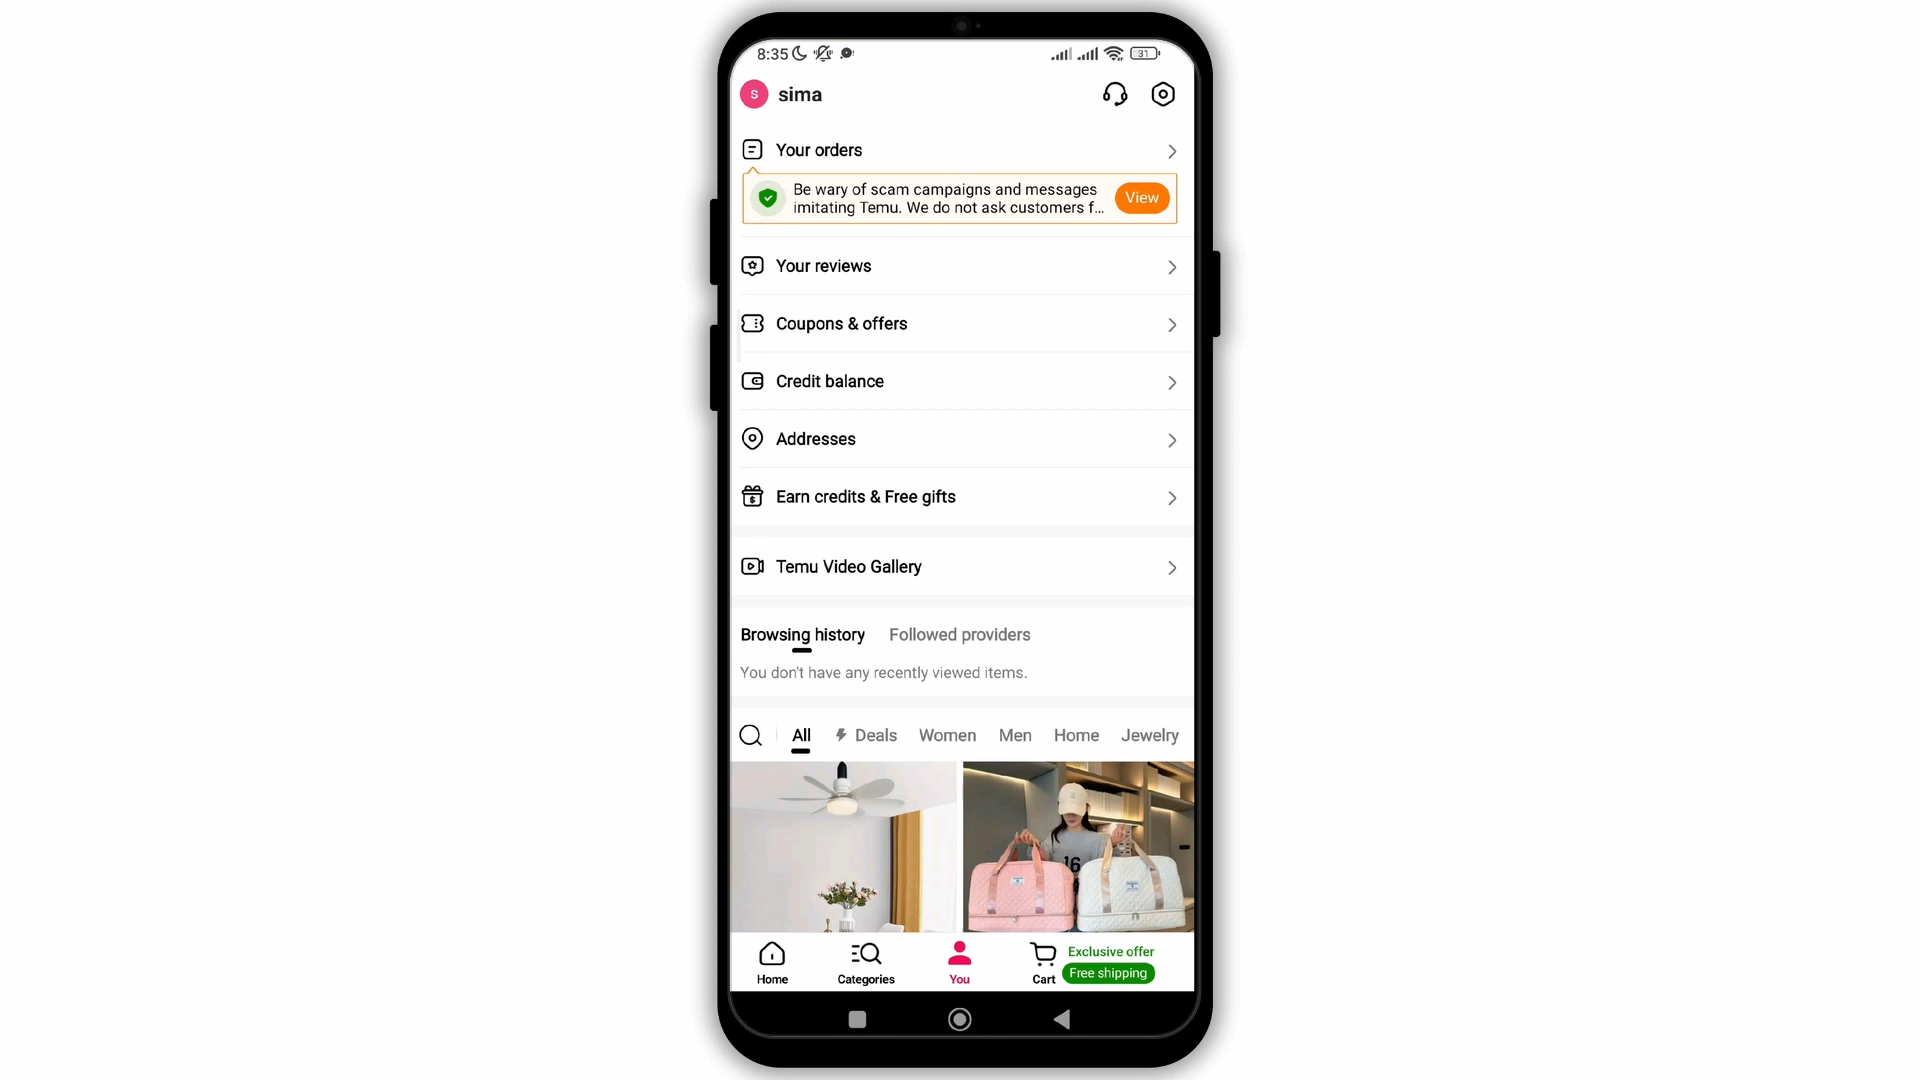 8:35
31
S
sima
Your orders
Be wary of scam campaigns and messages
imitating Temu. We do not ask customers f...
View
Your reviews
Coupons & offers
Credit balance
Addresses
Earn credits & Free gifts
Temu Video Gallery
Browsing history
Followed providers
You don't have any recently viewed items.
All
Deals
Women
Men
Home
Jewelry
16
Home
Categories
You
Cart
Exclusive offer
Free shipping